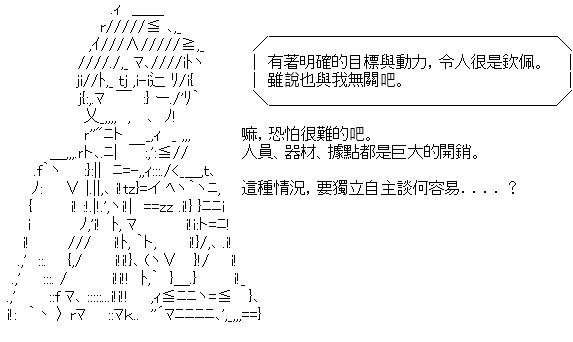 有著明確的目標與動力，令人很是欽佩。
雖說也與我無關吧。
嘛，恐怕很難的吧。
人員、器材、據點都是巨大的開銷。
這種情況，要獨立自主談何容易．．．．？